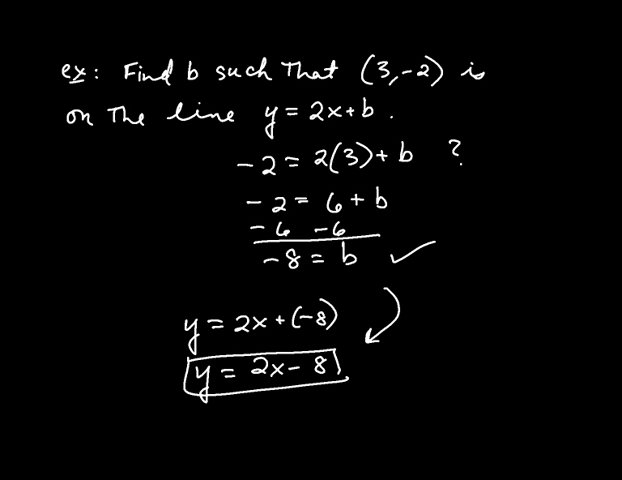 ex: Find b such that (3,-2) is
on the line y = 2x+b.
-2 = 2(3)+b ?
-2 = 6+b
-6 -6
-8 = b ✓
y = 2x+(-8)
y = 2x-8